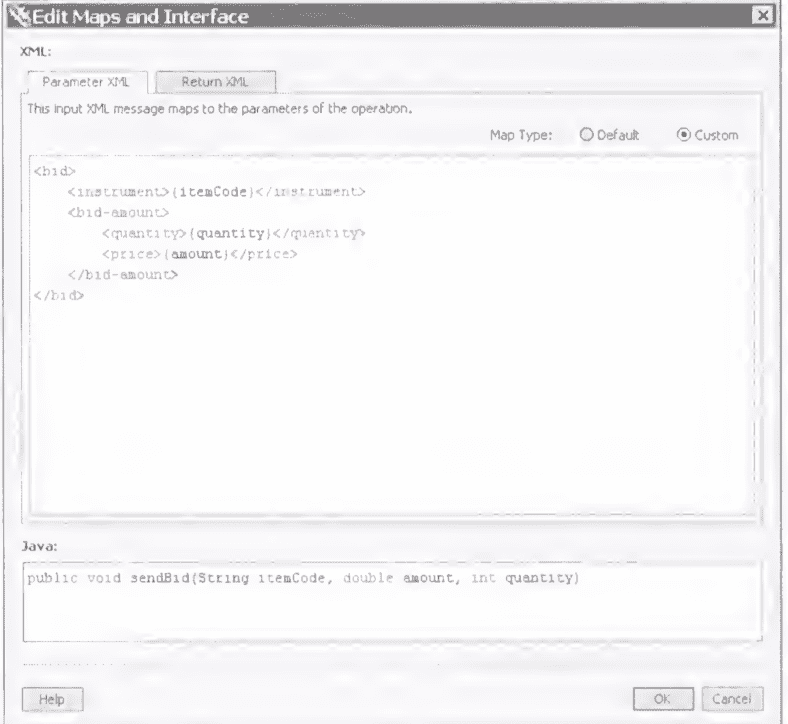 Edit Maps and Interface
XML:
Parameter XML Return XML
This input XML message maps to the parameters of the operation.
Map Type: Default Custom
<bid>
<instrument>{itemCode}</instrument>
<bid-amount>
<quantity>{quantity}</quantity>
<price>{amount}</price>
</bid-amount>
</bid>
Java:
public void sendBid(String itemCode, double amount, int quantity)
Help OK Cancel